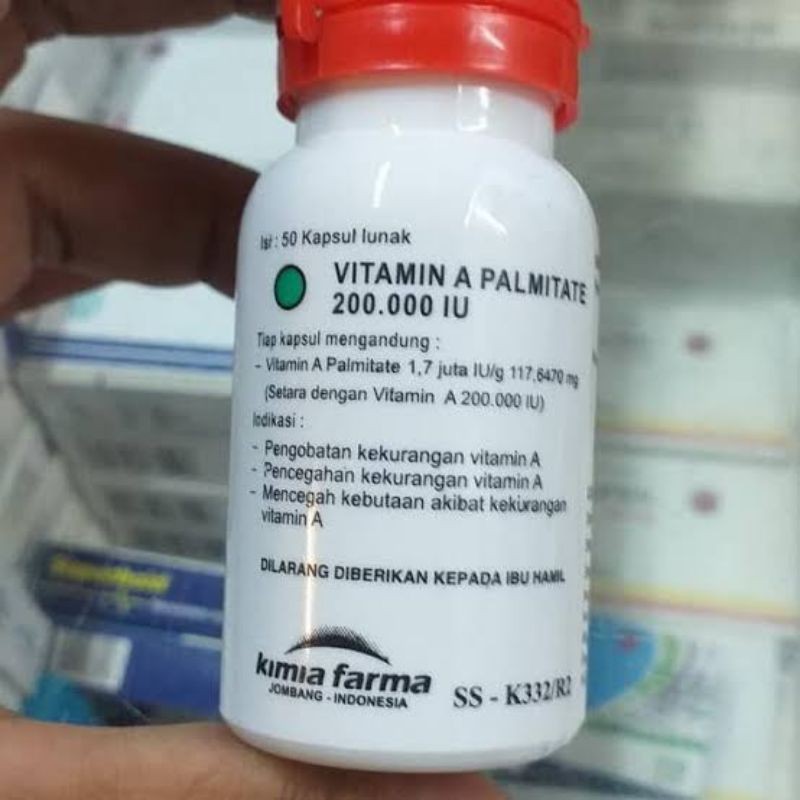 Isi : 50 Kapsul lunak
VITAMIN A PALMITATE
200.000 IU
Tiap kapsul mengandung :
- Vitamin A Palmitate 1,7 juta IU/g 117,6470 mg
(Setara dengan Vitamin A 200.000 IU)
Indikasi :
- Pengobatan kekurangan vitamin A
- Pencegahan kekurangan vitamin A
- Mencegah kebutaan akibat kekurangan
vitamin A
DILARANG DIBERIKAN KEPADA IBU HAMIL
kimia farma
JOMBANG - INDONESIA
SS - K332/R2